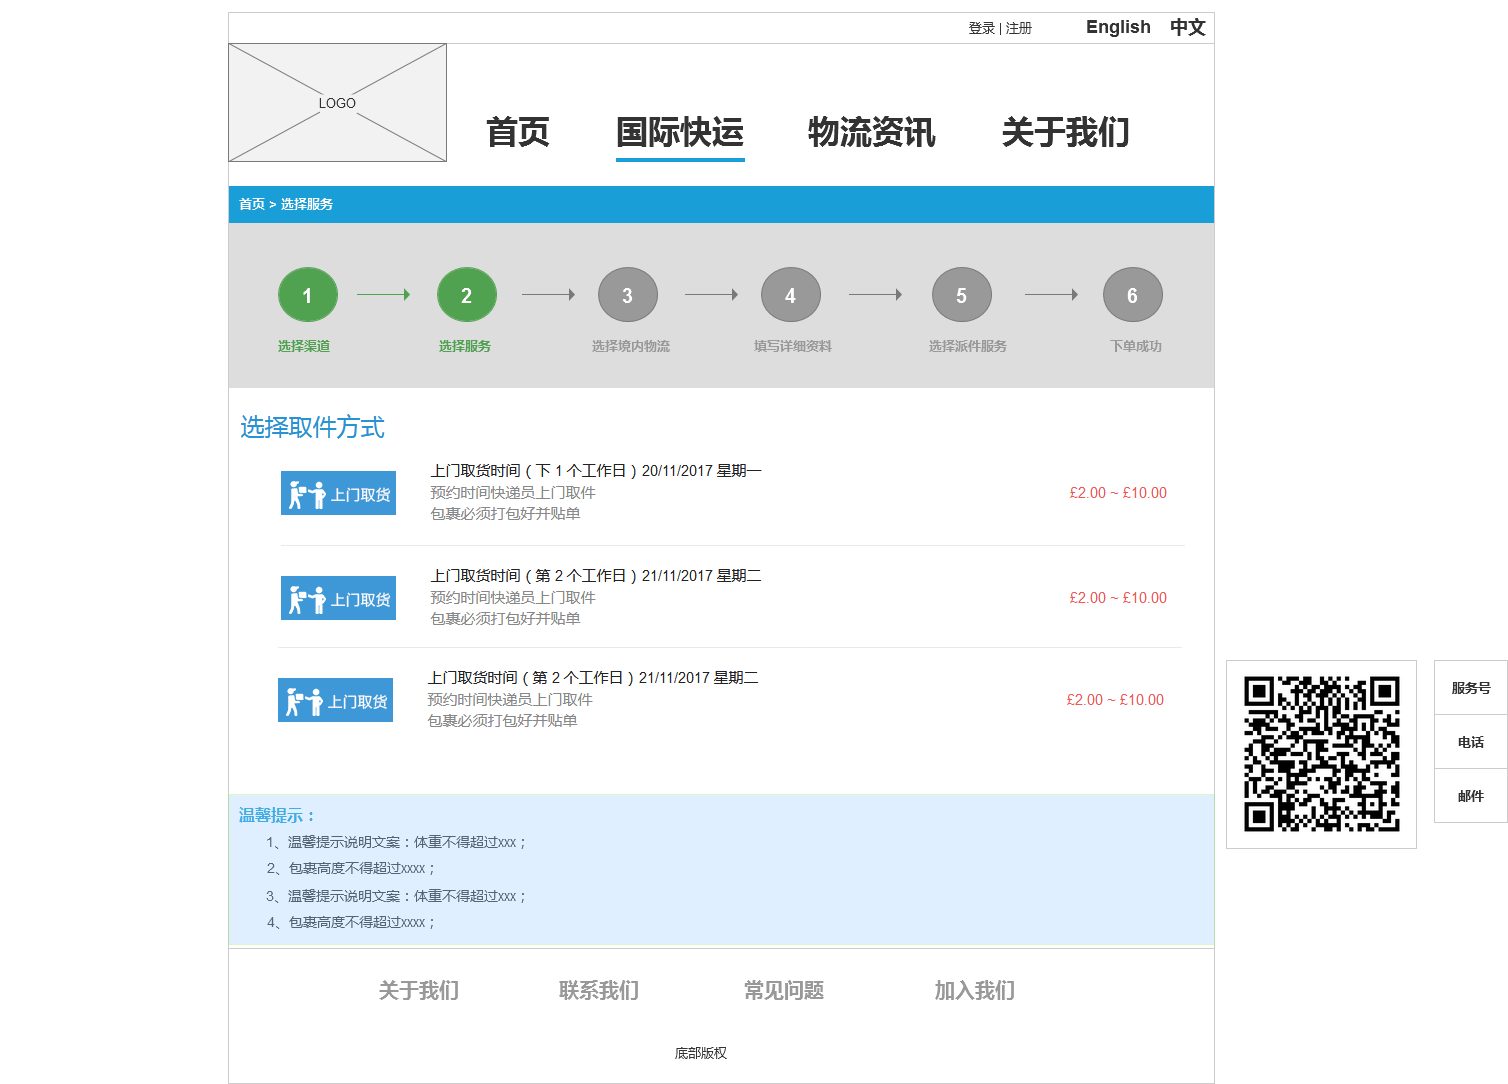 登录 | 注册
English 中文
LOGO
首页 国际快运 物流资讯 关于我们
首页 > 选择服务
1 2 3 4 5 6
选择渠道 选择服务 选择境内物流 填写详细资料 选择派件服务 下单成功
选择取件方式
上门取货时间（下 1 个工作日）20/11/2017 星期一
上门取货
预约时间快递员上门取件
£2.00 ~ £10.00
包裹必须打包好并贴单
上门取货时间（第 2 个工作日）21/11/2017 星期二
上门取货
预约时间快递员上门取件
£2.00 ~ £10.00
包裹必须打包好并贴单
上门取货时间（第 2 个工作日）21/11/2017 星期二
上门取货
预约时间快递员上门取件
£2.00 ~ £10.00
包裹必须打包好并贴单
服务号
电话
邮件
温馨提示：
1、温馨提示说明文案：体重不得超过xxx；
2、包裹高度不得超过xxxx；
3、温馨提示说明文案：体重不得超过xxx；
4、包裹高度不得超过xxxx；
关于我们 联系我们 常见问题 加入我们
底部版权